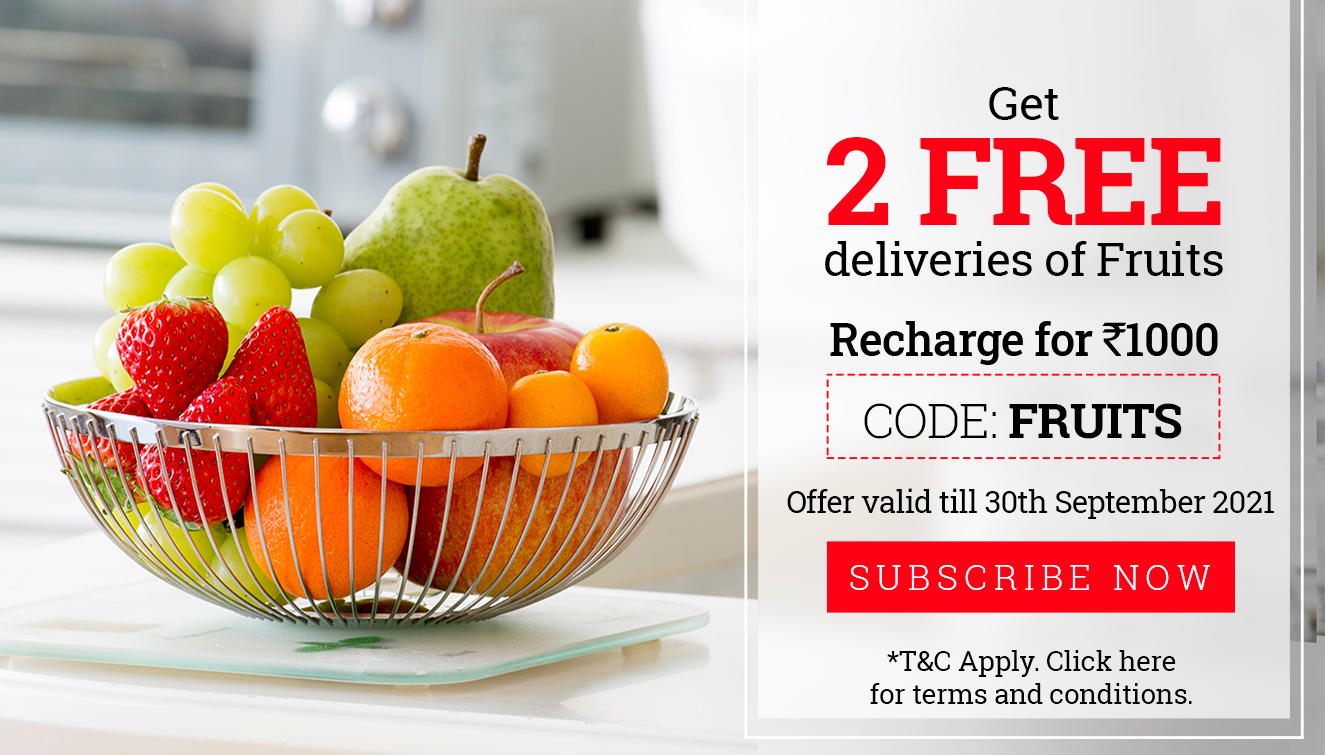 Get
2 FREE
deliveries of Fruits
Recharge for ₹1000
CODE: FRUITS
Offer valid till 30th September 2021
SUBSCRIBE NOW
*T&C Apply. Click here
for terms and conditions.